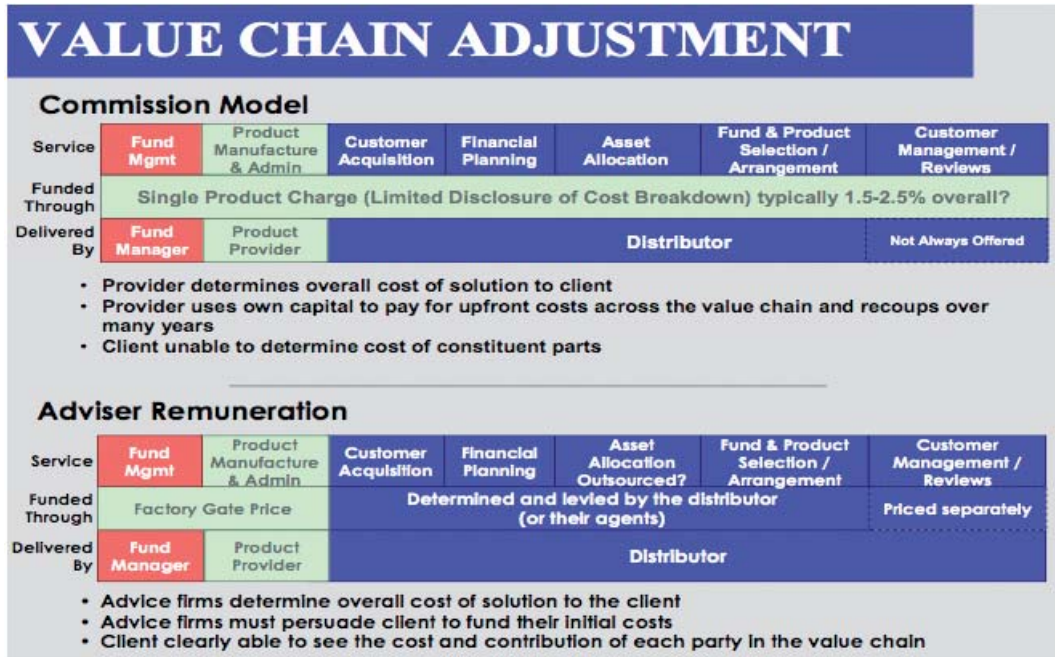 VALUE CHAIN ADJUSTMENT
Commission Model
Service
Fund
Mgmt
Product
Manufacture
& Admin
Customer
Acquisition
Financial
Planning
Asset
Allocation
Fund & Product
Selection /
Arrangement
Customer
Management /
Reviews
Funded
Through
Single Product Charge (Limited Disclosure of Cost Breakdown) typically 1.5-2.5% overall?
Delivered
By
Fund
Manager
Product
Provider
Distributor
Not Always Offered
• Provider determines overall cost of solution to client
• Provider uses own capital to pay for upfront costs across the value chain and recoups over
many years
• Client unable to determine cost of constituent parts
Adviser Remuneration
Service
Fund
Mgmt
Product
Manufacture
& Admin
Customer
Acquisition
Financial
Planning
Asset
Allocation
Outsourced?
Fund & Product
Selection /
Arrangement
Customer
Management /
Reviews
Funded
Through
Factory Gate Price
Determined and levied by the distributor
(or their agents)
Priced separately
Delivered
By
Fund
Manager
Product
Provider
Distributor
• Advice firms determine overall cost of solution to the client
• Advice firms must persuade client to fund their initial costs
• Client clearly able to see the cost and contribution of each party in the value chain